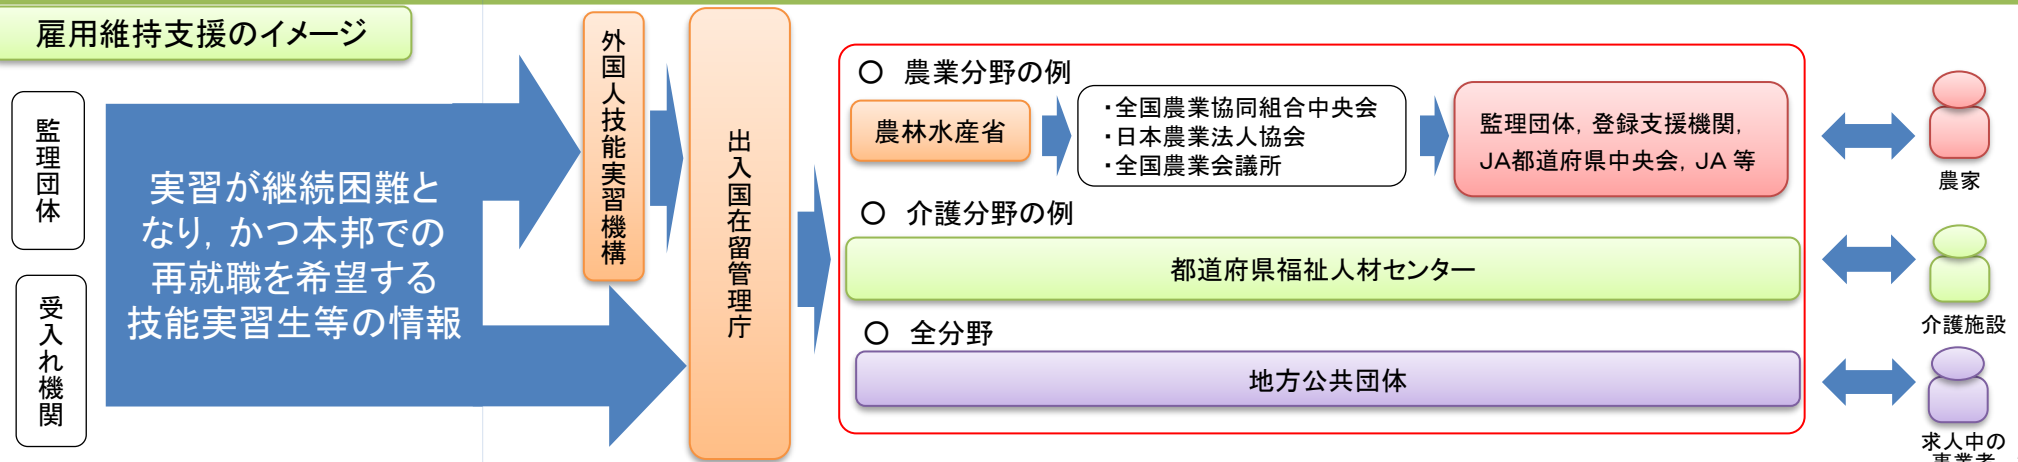 雇用維持支援のイメージ
監理団体
受入れ機関
実習が継続困難と
なり，かつ本邦での
再就職を希望する
技能実習生等の情報
外国人技能実習機構
出入国在留管理庁
○　農業分野の例
農林水産省
・全国農業協同組合中央会
・日本農業法人協会
・全国農業会議所
監理団体，登録支援機関，
JA都道府県中央会，JA 等
農家
○　介護分野の例
都道府県福祉人材センター
介護施設
○　全分野
地方公共団体
求人中の
事業者